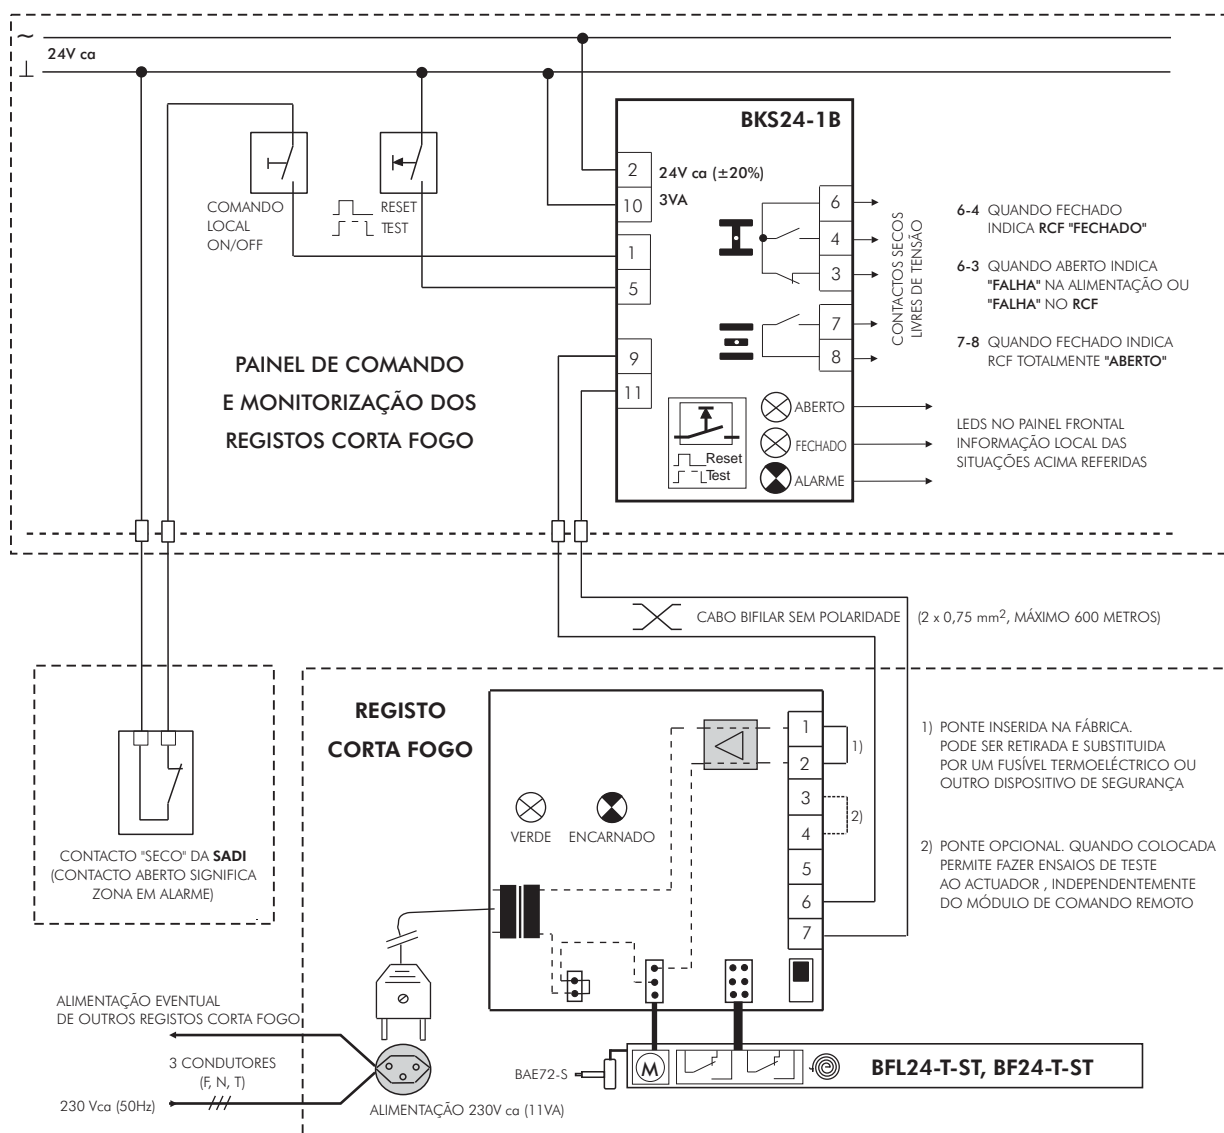 ~
24V ca
⊥
BKS24-1B
2
24V ca (±20%)
10
3VA
1
5
9
11
6
4
3
7
8
CONTACTOS SECOS
LIVRES DE TENSÃO
COMANDO
LOCAL
ON/OFF
RESET
TEST
6-4 QUANDO FECHADO
INDICA RCF "FECHADO"
6-3 QUANDO ABERTO INDICA
"FALHA" NA ALIMENTAÇÃO OU
"FALHA" NO RCF
7-8 QUANDO FECHADO INDICA
RCF TOTALMENTE "ABERTO"
PAINEL DE COMANDO
E MONITORIZAÇÃO DOS
REGISTOS CORTA FOGO
Reset
Test
ABERTO
FECHADO
ALARME
LEDS NO PAINEL FRONTAL
INFORMAÇÃO LOCAL DAS
SITUAÇÕES ACIMA REFERIDAS
CABO BIFILAR SEM POLARIDADE (2 x 0,75 mm², MÁXIMO 600 METROS)
CONTACTO "SECO" DA SADI
(CONTACTO ABERTO SIGNIFICA
ZONA EM ALARME)
REGISTO
CORTA FOGO
VERDE
ENCARNADO
1
2
3
4
5
6
7
1)
2)
1) PONTE INSERIDA NA FÁBRICA.
PODE SER RETIRADA E SUBSTITUIDA
POR UM FUSÍVEL TERMOELÉCTRICO OU
OUTRO DISPOSITIVO DE SEGURANÇA
2) PONTE OPCIONAL. QUANDO COLOCADA
PERMITE FAZER ENSAIOS DE TESTE
AO ACTUADOR , INDEPENDENTEMENTE
DO MÓDULO DE COMANDO REMOTO
ALIMENTAÇÃO EVENTUAL
DE OUTROS REGISTOS CORTA FOGO
3 CONDUTORES
(F, N, T)
230 Vca (50Hz)
ALIMENTAÇÃO 230V ca (11VA)
BAE72-S
M
BFL24-T-ST, BF24-T-ST